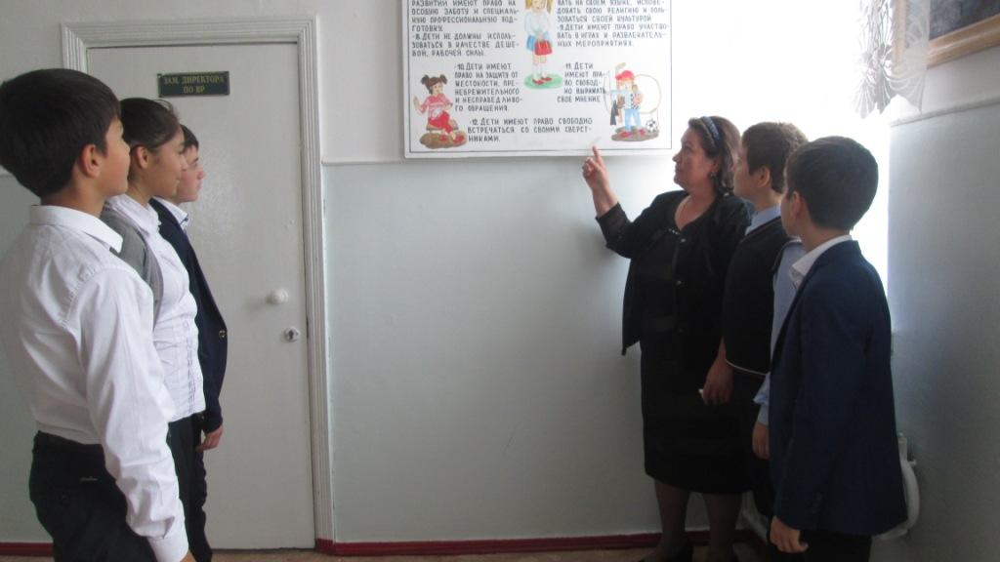 ЗАМ. ДИРЕКТОРА
ПО ВР
РАЗВИТИИ ИМЕЮТ ПРАВО НА
ОСОБУЮ ЗАБОТУ И СПЕЦИАЛЬ-
НУЮ ПРОФЕССИОНАЛЬНУЮ ПОД-
ГОТОВКУ.
-8. ДЕТИ НЕ ДОЛЖНЫ ИСПОЛЬ-
ЗОВАТЬСЯ В КАЧЕСТВЕ ДЕШЕ-
ВОЙ, РАБОЧЕЙ СИЛЫ.
ВАТЬ НА СВОЕМ ЯЗЫКЕ, ИСПОВЕ-
ДОВАТЬ СВОЮ РЕЛИГИЮ И ПОЛЬ-
ЗОВАТЬСЯ СВОЕЙ КУЛЬТУРОЙ
-9. ДЕТИ ИМЕЮТ ПРАВО УЧАСТВО-
ВАТЬ В ИГРАХ И РАЗВЛЕКАТЕЛЬ-
НЫХ МЕРОПРИЯТИЯХ.
-10. ДЕТИ ИМЕЮТ
ПРАВО НА ЗАЩИТУ ОТ
ЖЕСТОКОСТИ, ПРЕ-
НЕБРЕЖИТЕЛЬНОГО
И НЕСПРАВЕДЛИВО-
ГО ОБРАЩЕНИЯ.
-11. ДЕТИ
ИМЕЮТ ПРА-
ВО СВОБОД-
НО ВЫРАЖАТЬ
СВОЕ МНЕНИЕ
-12. ДЕТИ ИМЕЮТ ПРАВО СВОБОДНО
ВСТРЕЧАТЬСЯ СО СВОИМИ СВЕРСТ-
НИКАМИ.